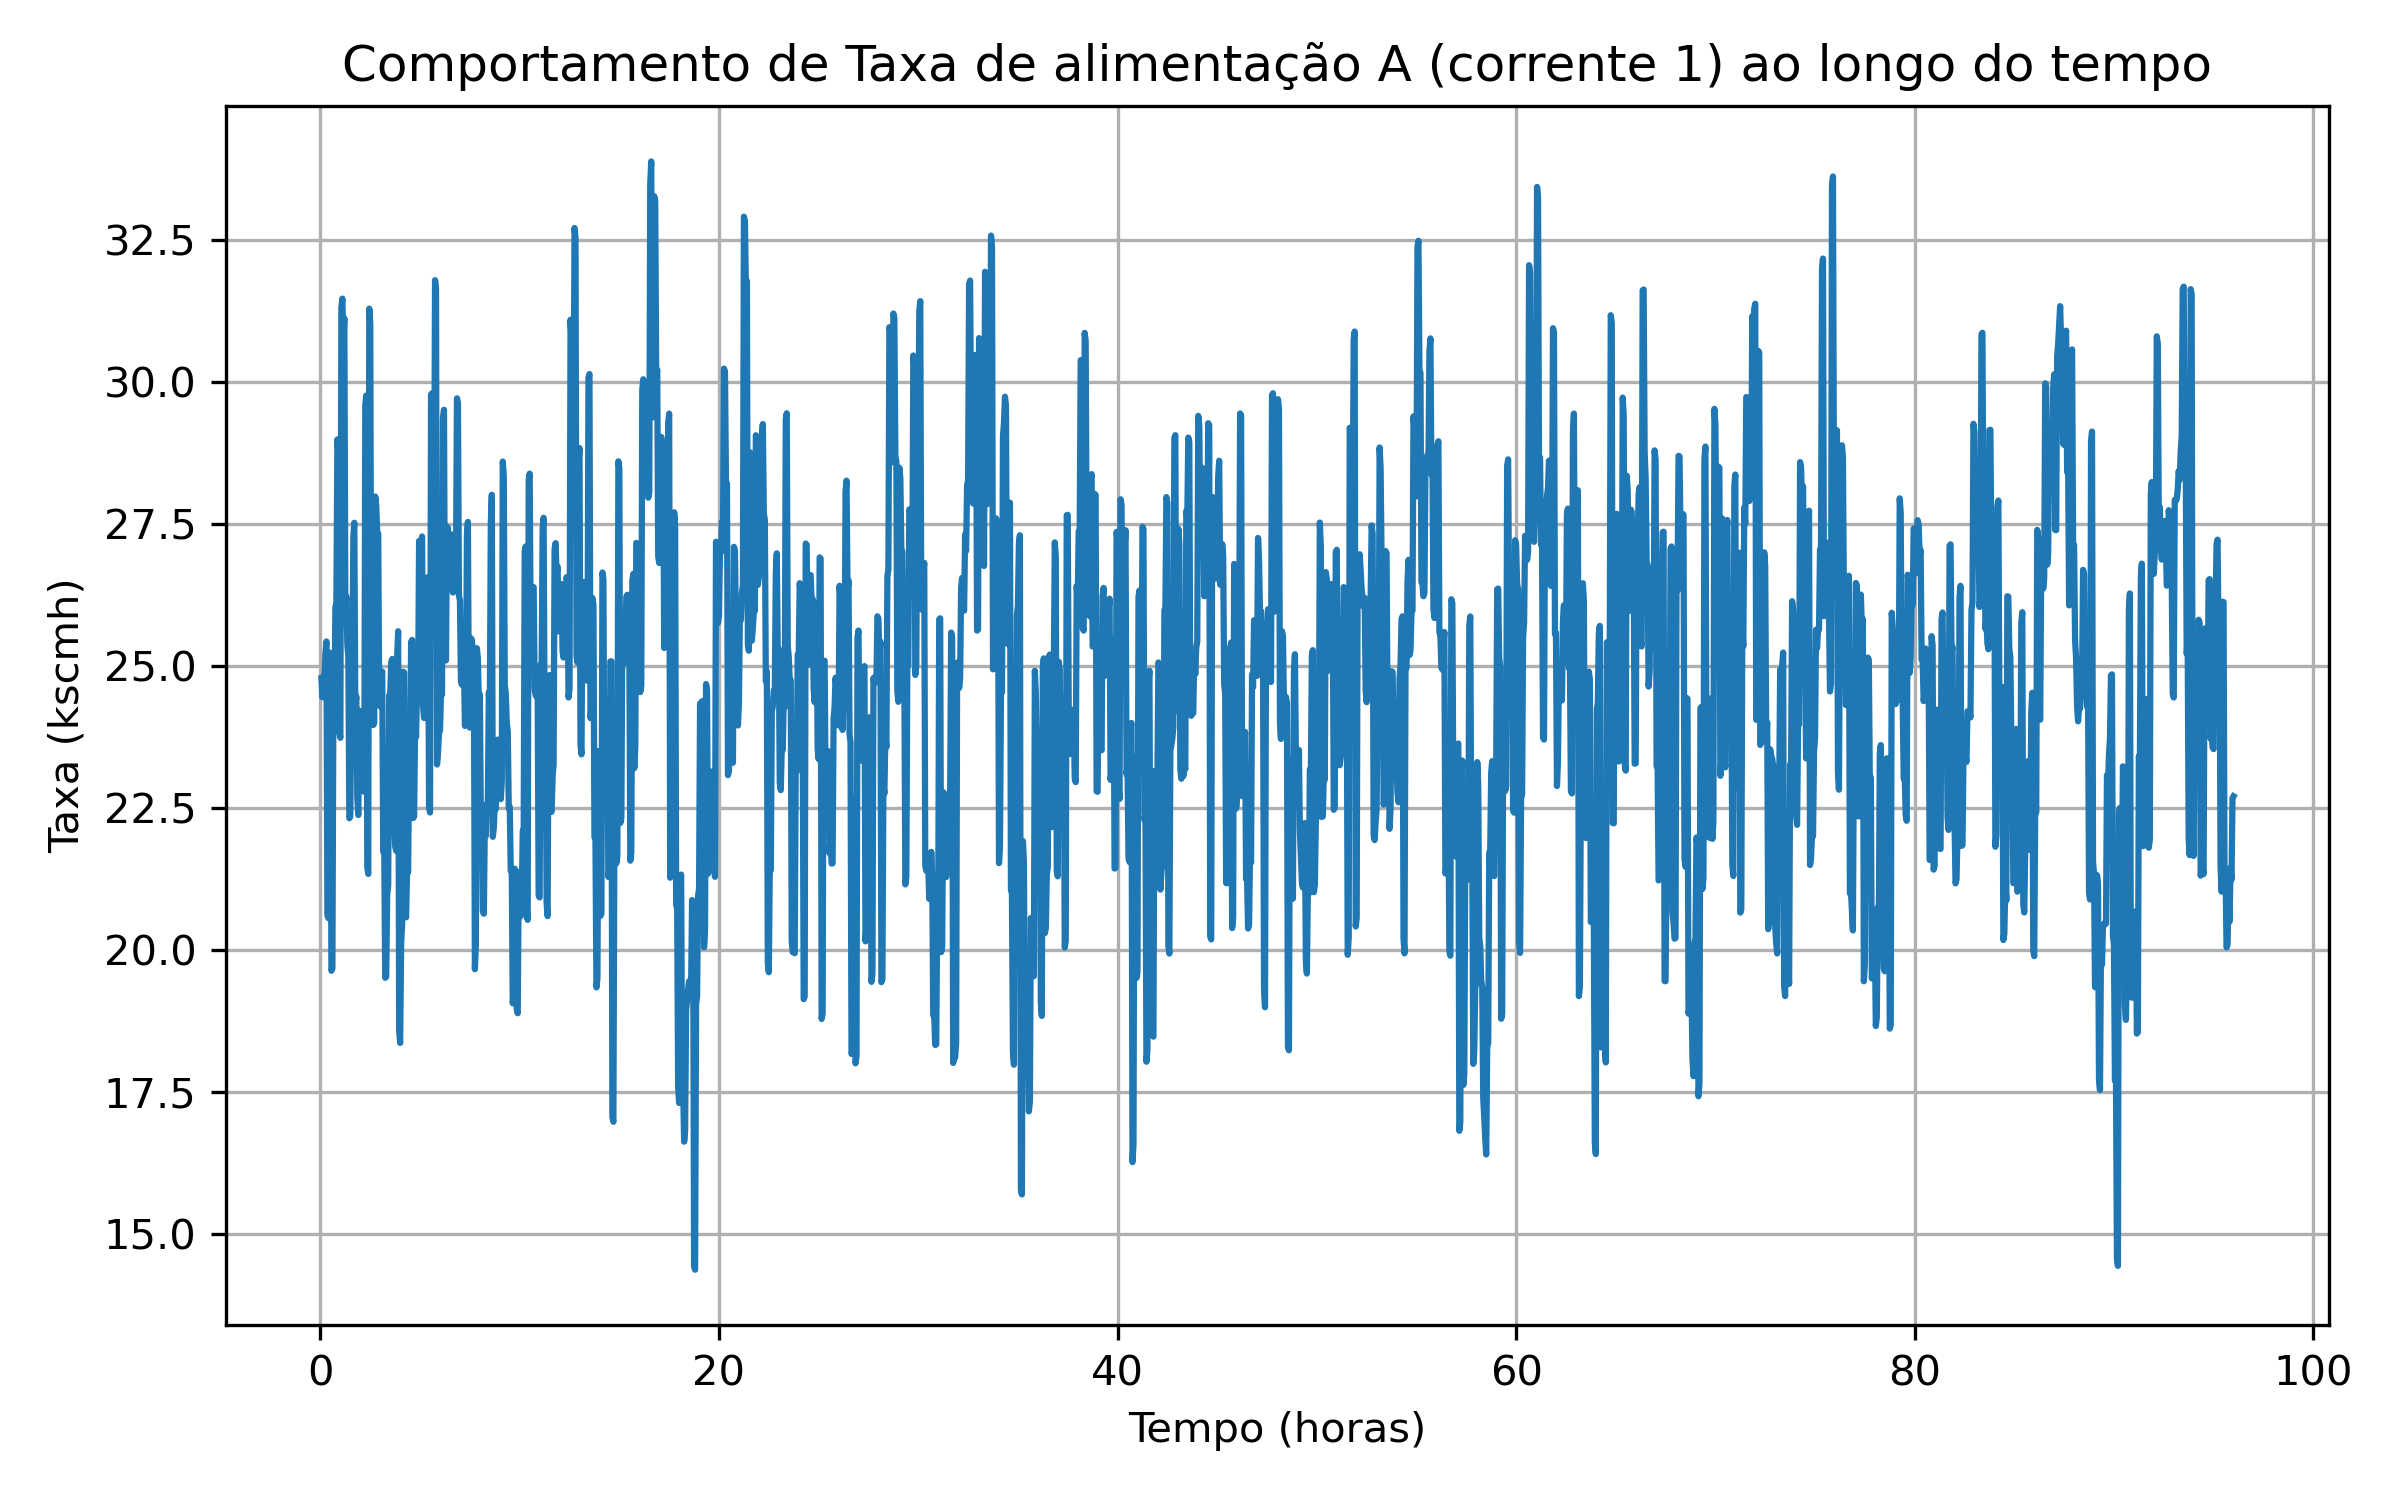 Comportamento de Taxa de alimentação A (corrente 1) ao longo do tempo
Taxa (kscmh)
32.5
30.0
27.5
25.0
22.5
20.0
17.5
15.0
0 20 40 60 80 100
Tempo (horas)